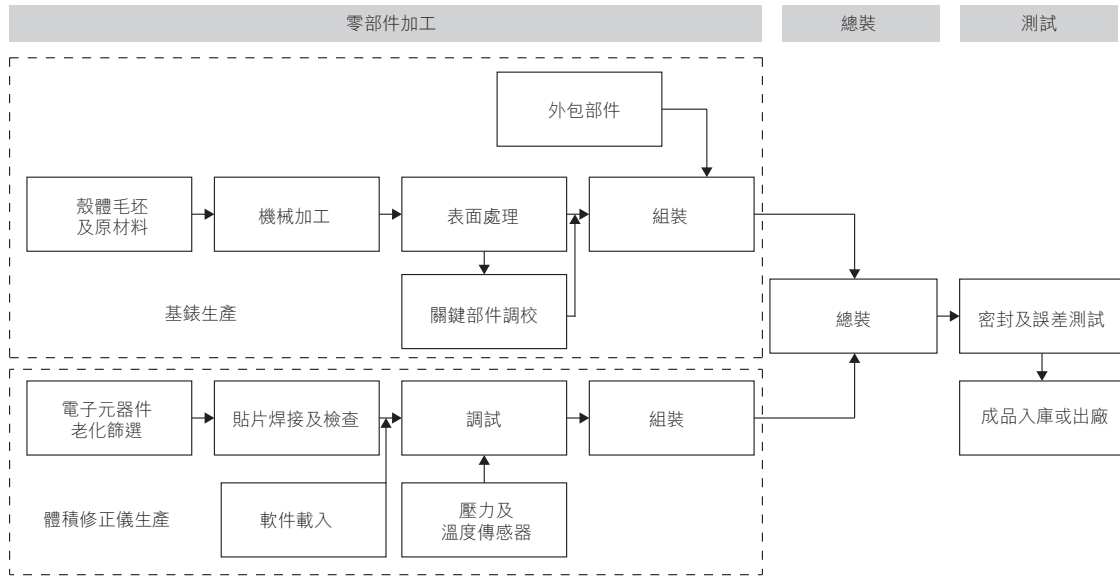 零部件加工
總裝
測試
外包部件
殼體毛坯
及原材料
機械加工
表面處理
組裝
基錶生產
關鍵部件調校
總裝
密封及誤差測試
電子元器件
老化篩選
貼片焊接及檢查
調試
組裝
成品入庫或出廠
體積修正儀生產
軟件載入
壓力及
溫度傳感器